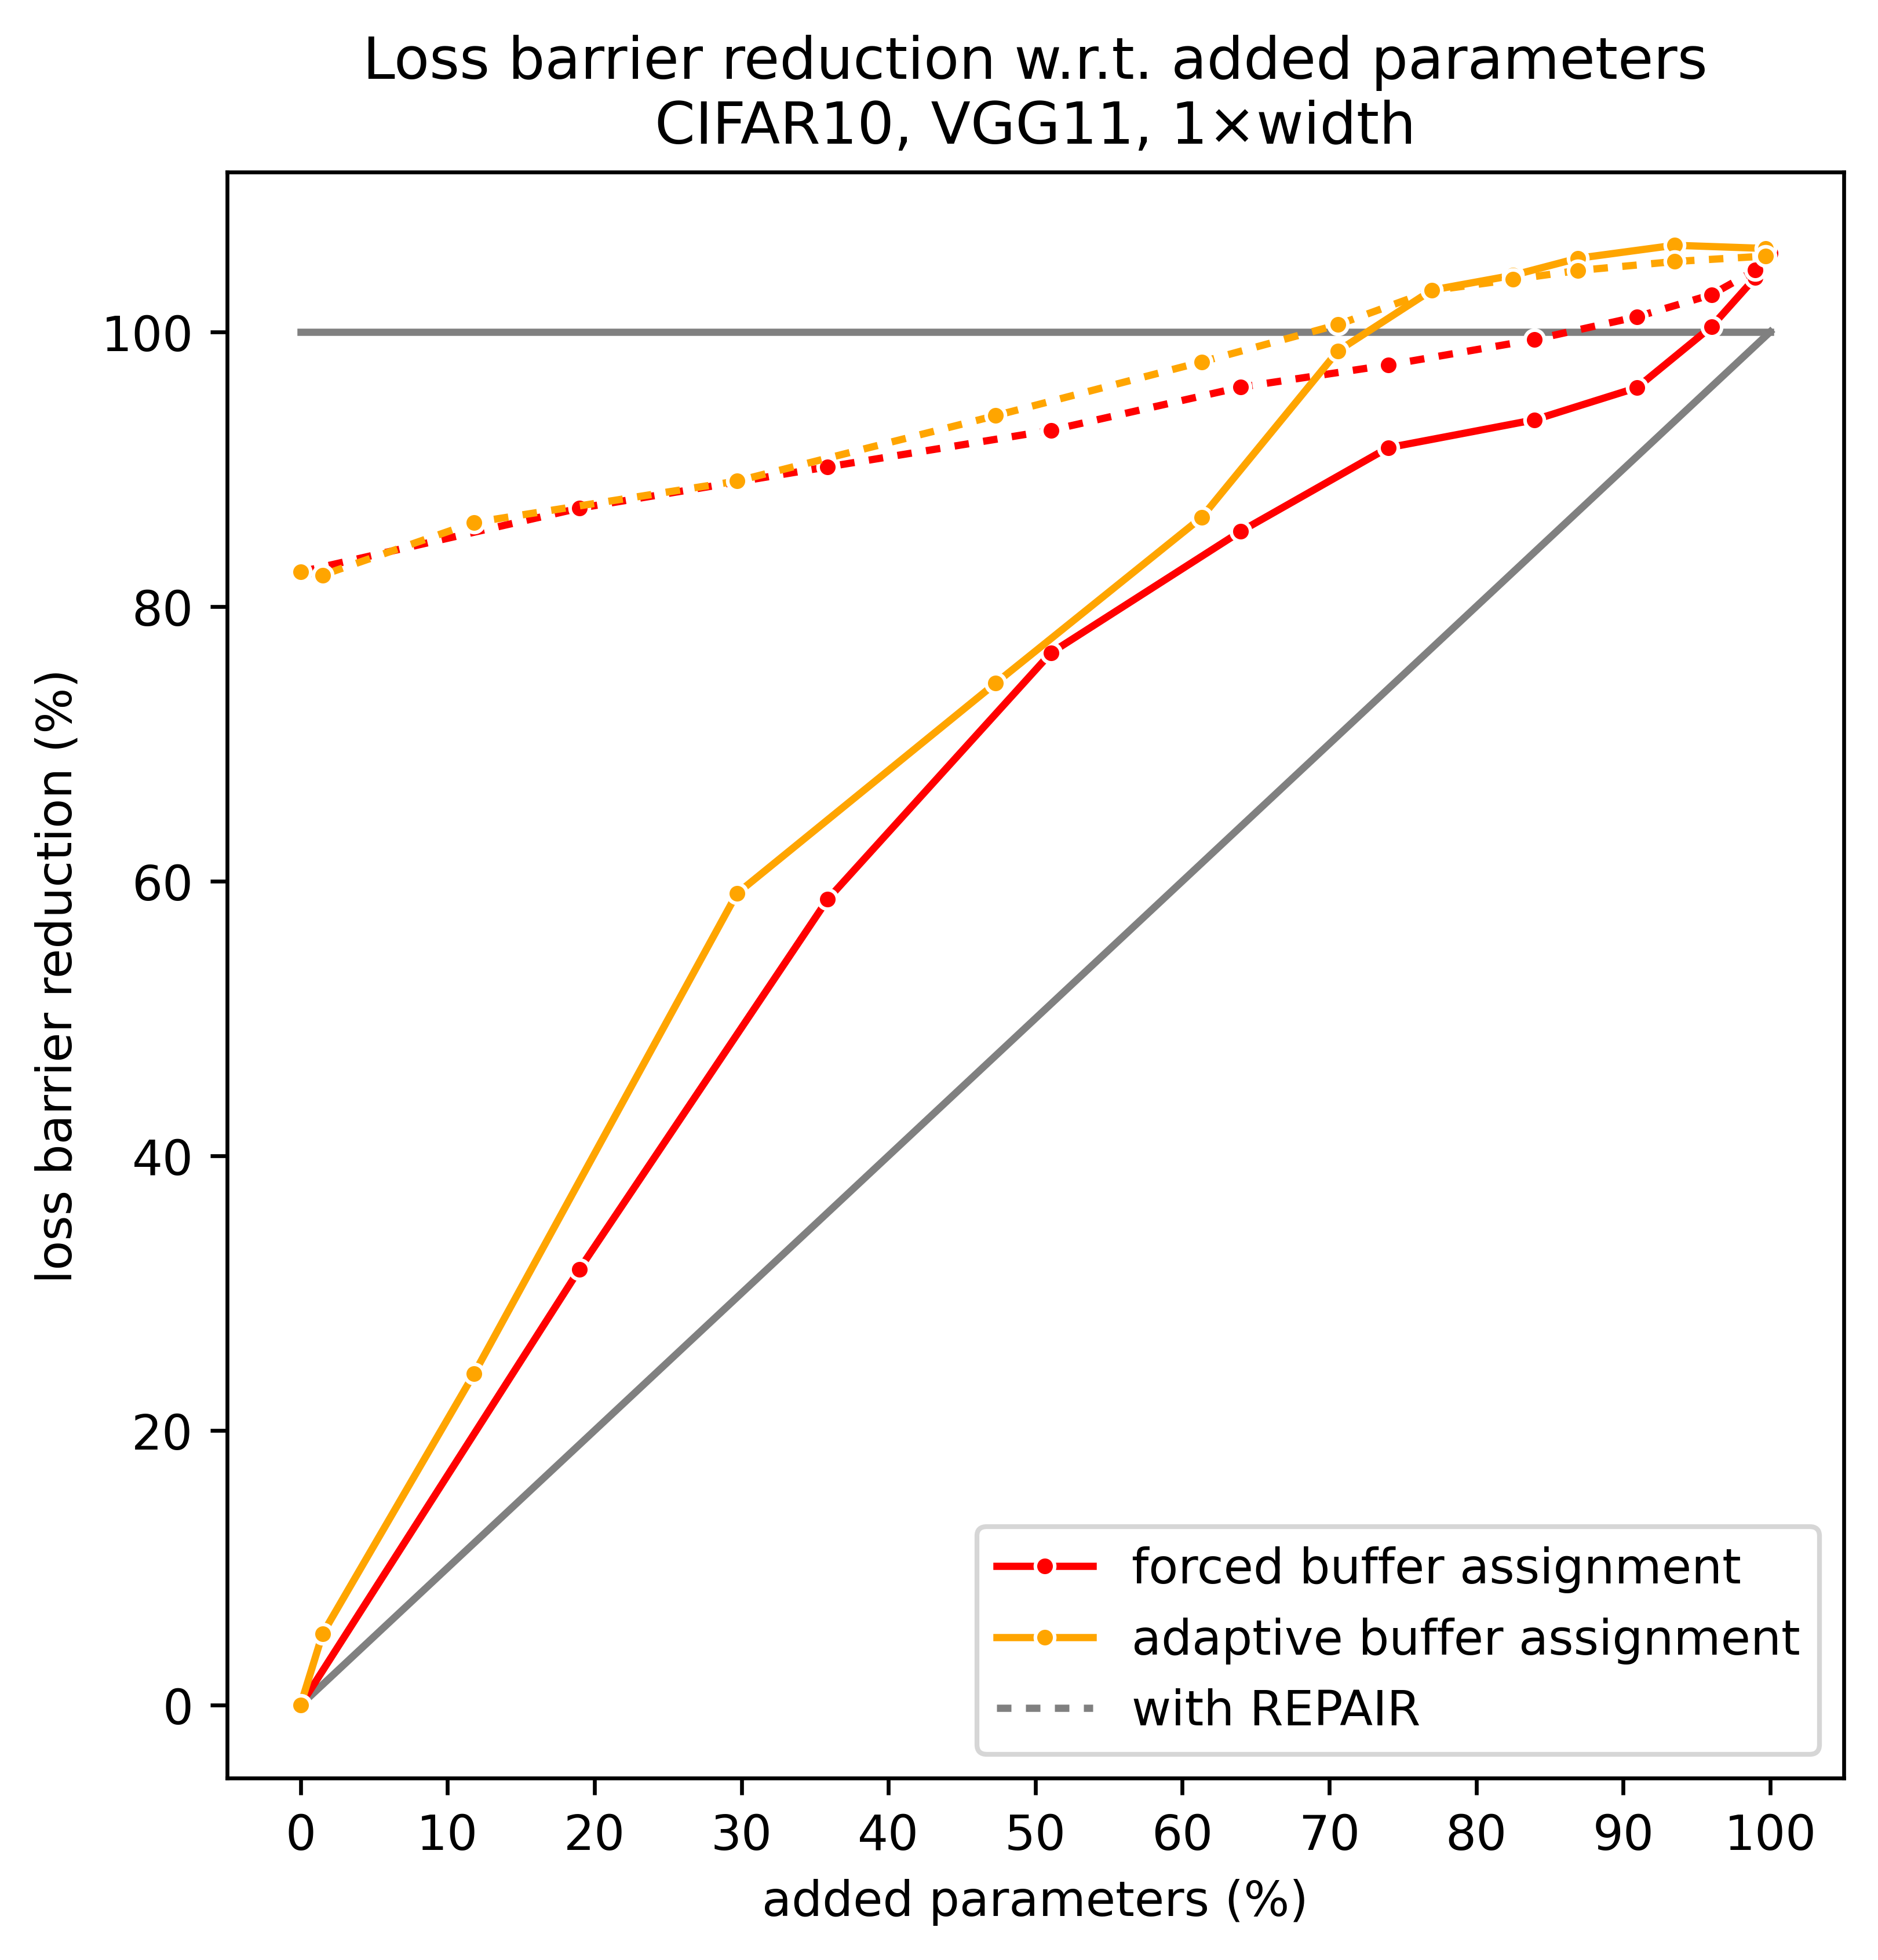 Loss barrier reduction w.r.t. added parameters
CIFAR10, VGG11, 1×width
loss barrier reduction (%)
100
80
60
40
20
0
forced buffer assignment
adaptive buffer assignment
with REPAIR
0 10 20 30 40 50 60 70 80 90 100
added parameters (%)